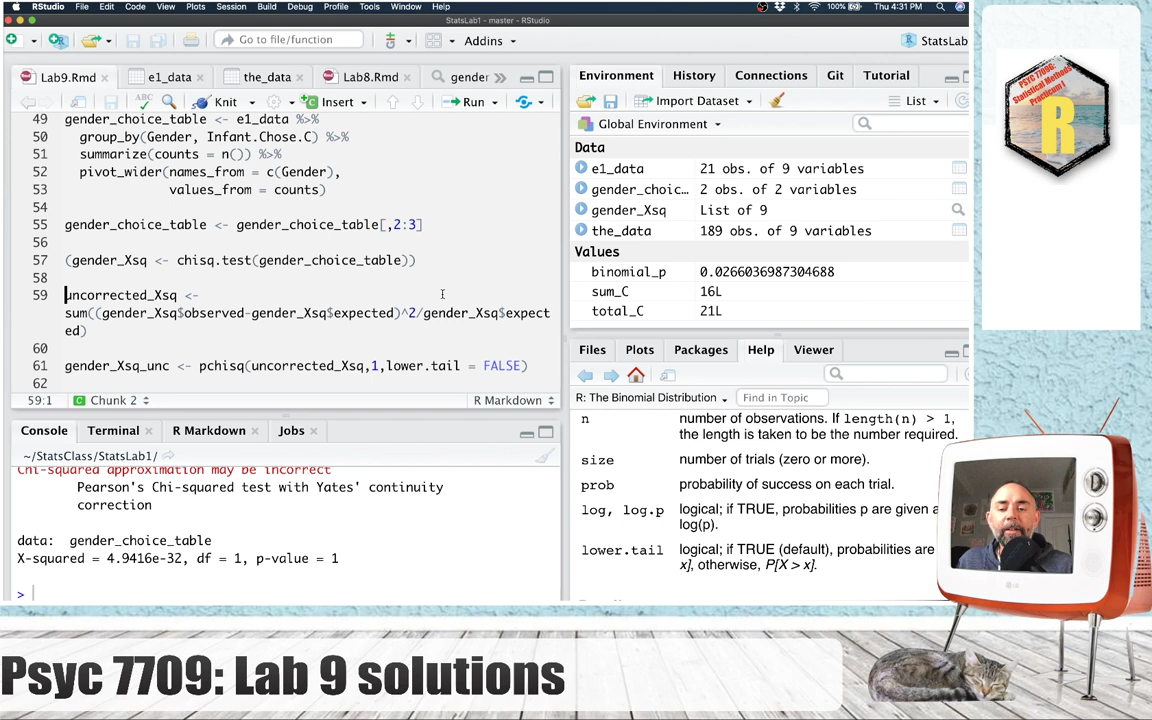 RStudio File Edit Code View Plots Session Build Debug Profile Tools Window Help 100% Thu 4:31 PM
StatsLab1 - master - RStudio
Go to file/function Addins StatsLab
Lab9.Rmd e1_data the_data Lab8.Rmd gender
Knit Insert Run
49 gender_choice_table <- e1_data %>%
50 group_by(Gender, Infant.Chose.C) %>%
51 summarize(counts = n()) %>%
52 pivot_wider(names_from = c(Gender),
53 values_from = counts)
54
55 gender_choice_table <- gender_choice_table[,2:3]
56
57 (gender_Xsq <- chisq.test(gender_choice_table))
58
59 uncorrected_Xsq <-
sum((gender_Xsq$observed-gender_Xsq$expected)^2/gender_Xsq$expect
ed)
60
61 gender_Xsq_unc <- pchisq(uncorrected_Xsq,1,lower.tail = FALSE)
62
59:1 Chunk 2 R Markdown
Console Terminal R Markdown Jobs
~/StatsClass/StatsLab1/
Chi-squared approximation may be incorrect
Pearson's Chi-squared test with Yates' continuity
correction
data: gender_choice_table
X-squared = 4.9416e-32, df = 1, p-value = 1
>
Environment History Connections Git Tutorial
Import Dataset List
Global Environment
Data
e1_data 21 obs. of 9 variables
gender_choic... 2 obs. of 2 variables
gender_Xsq List of 9
the_data 189 obs. of 9 variables
Values
binomial_p 0.0266036987304688
sum_C 16L
total_C 21L
Files Plots Packages Help Viewer
R: The Binomial Distribution Find in Topic
n number of observations. If length(n) > 1,
the length is taken to be the number required.
size number of trials (zero or more).
prob probability of success on each trial.
log, log.p logical; if TRUE, probabilities p are given a
log(p).
lower.tail logical; if TRUE (default), probabilities are
x], otherwise, P[X > x].
PSYC 7709:
Statistical Methods
Practicum I
R
LG
Psyc 7709: Lab 9 solutions